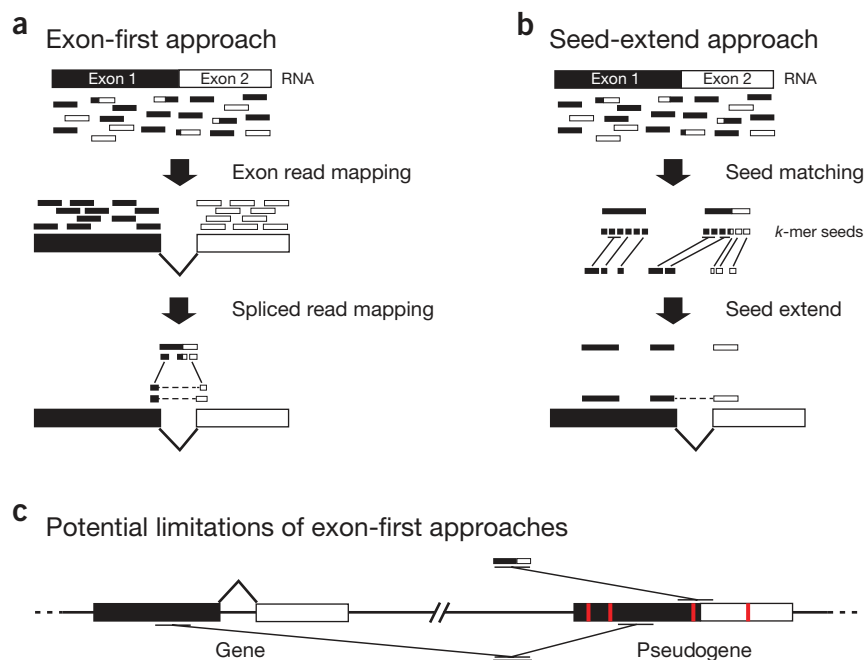 a Exon-first approach
Exon 1 Exon 2 RNA
Exon read mapping
Spliced read mapping
b Seed-extend approach
Exon 1 Exon 2 RNA
Seed matching
k-mer seeds
Seed extend
c Potential limitations of exon-first approaches
Gene Pseudogene